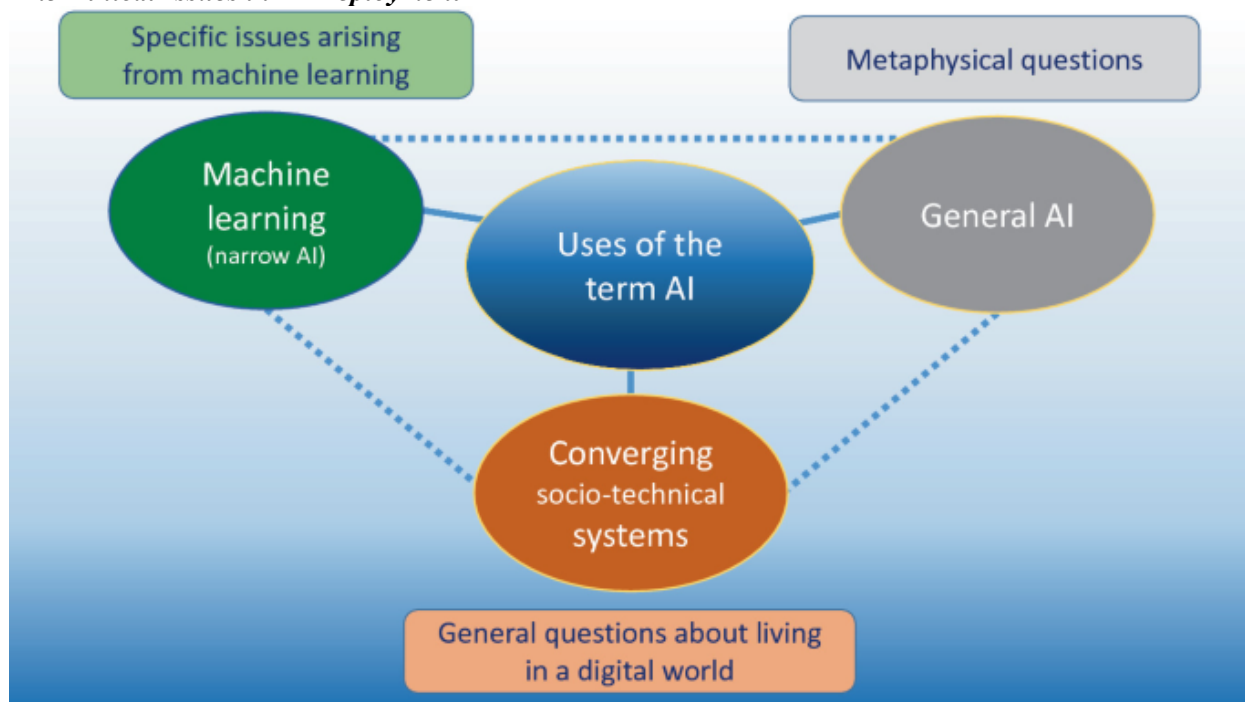 Specific issues arising
from machine learning
Metaphysical questions
Machine
learning
(narrow AI)
General AI
Uses of the
term AI
Converging
socio-technical
systems
General questions about living
in a digital world